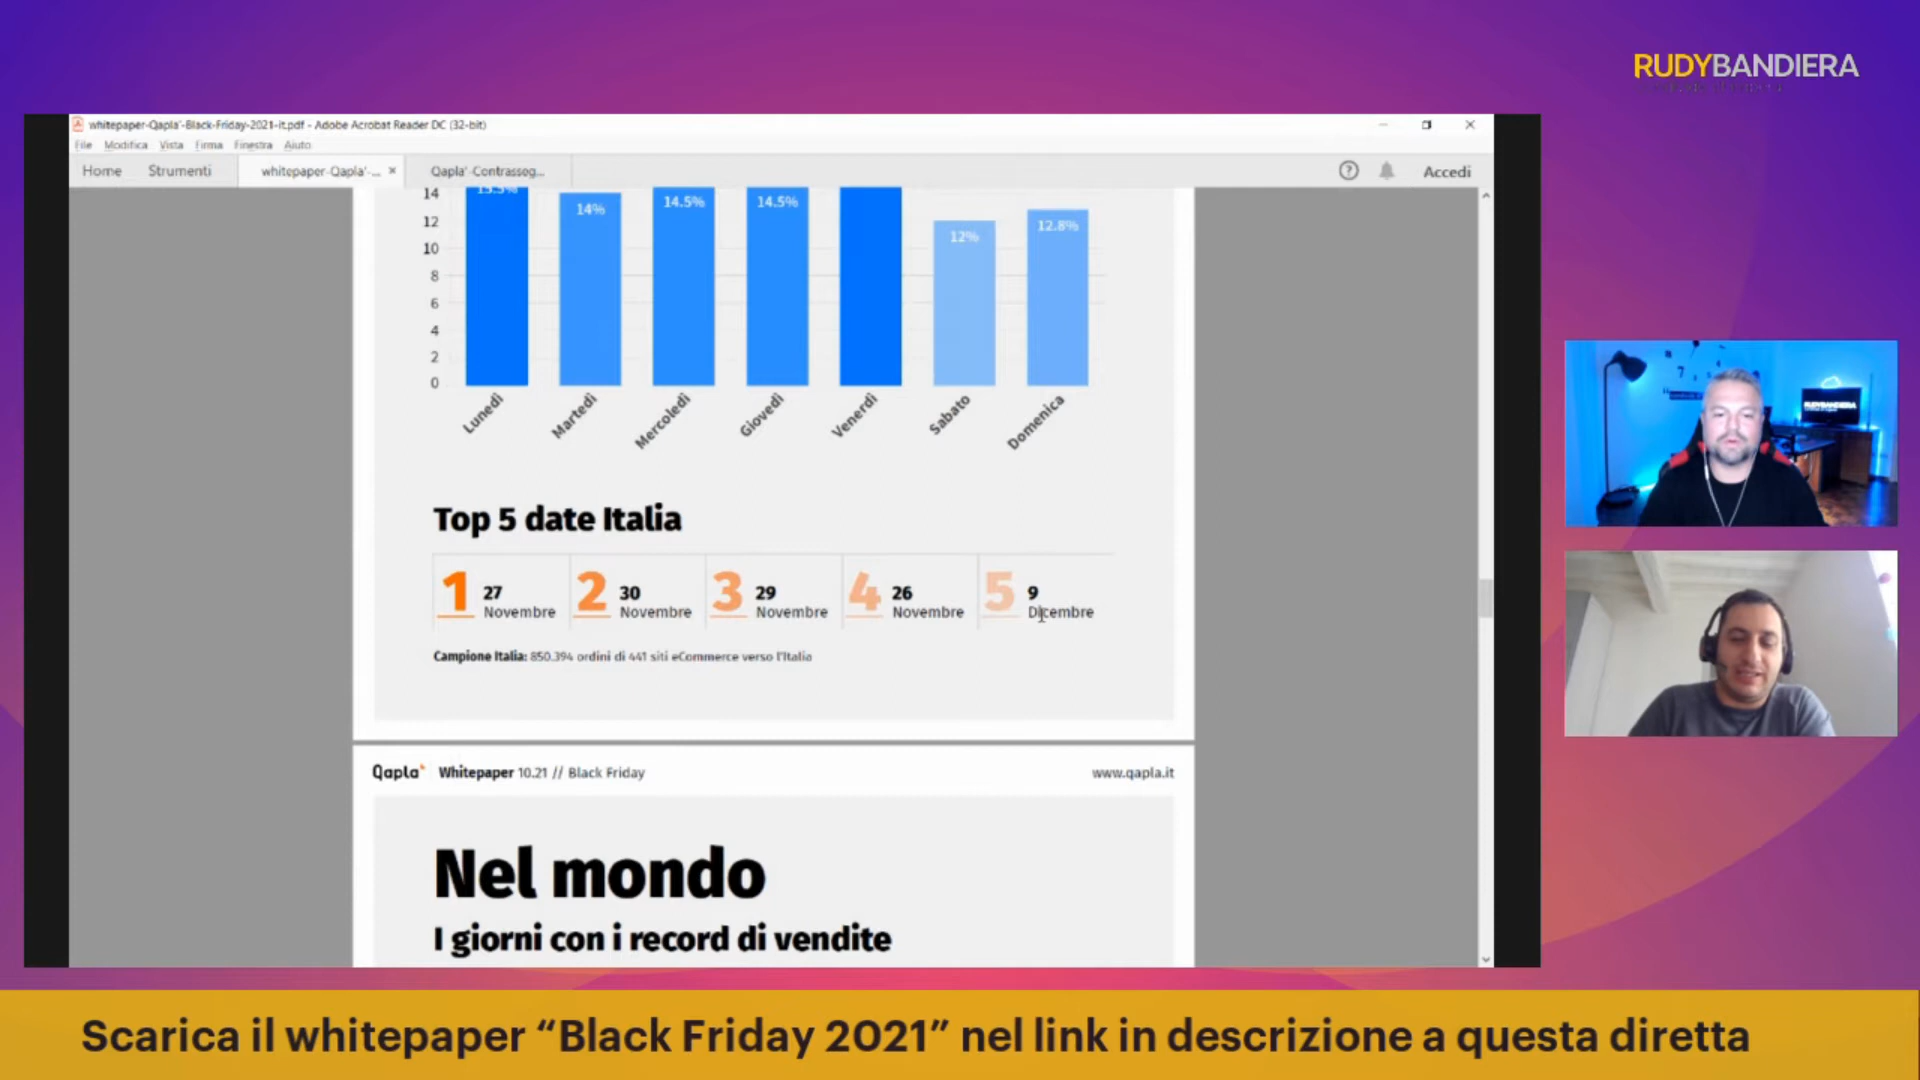 RUDYBANDIERA
whitepaper-Qapla'-Black-Friday-2021-it.pdf - Adobe Acrobat Reader DC (32-bit)
File Modifica Vista Firma Finestra Aiuto
Home Strumenti whitepaper-Qapla'-... × Qapla'-Contrasseg... Accedi
14
12
10
8
6
4
2
0
15.5% 14% 14.5% 14.5% 12% 12.8%
Lunedì Martedì Mercoledì Giovedì Venerdì Sabato Domenica
Top 5 date Italia
1 27 Novembre
2 30 Novembre
3 29 Novembre
4 26 Novembre
5 9 Dicembre
Campione Italia: 850.394 ordini di 441 siti eCommerce verso l'Italia
Qapla' Whitepaper 10.21 // Black Friday www.qapla.it
Nel mondo
I giorni con i record di vendite
RUDYBANDIERA
Scarica il whitepaper “Black Friday 2021” nel link in descrizione a questa diretta